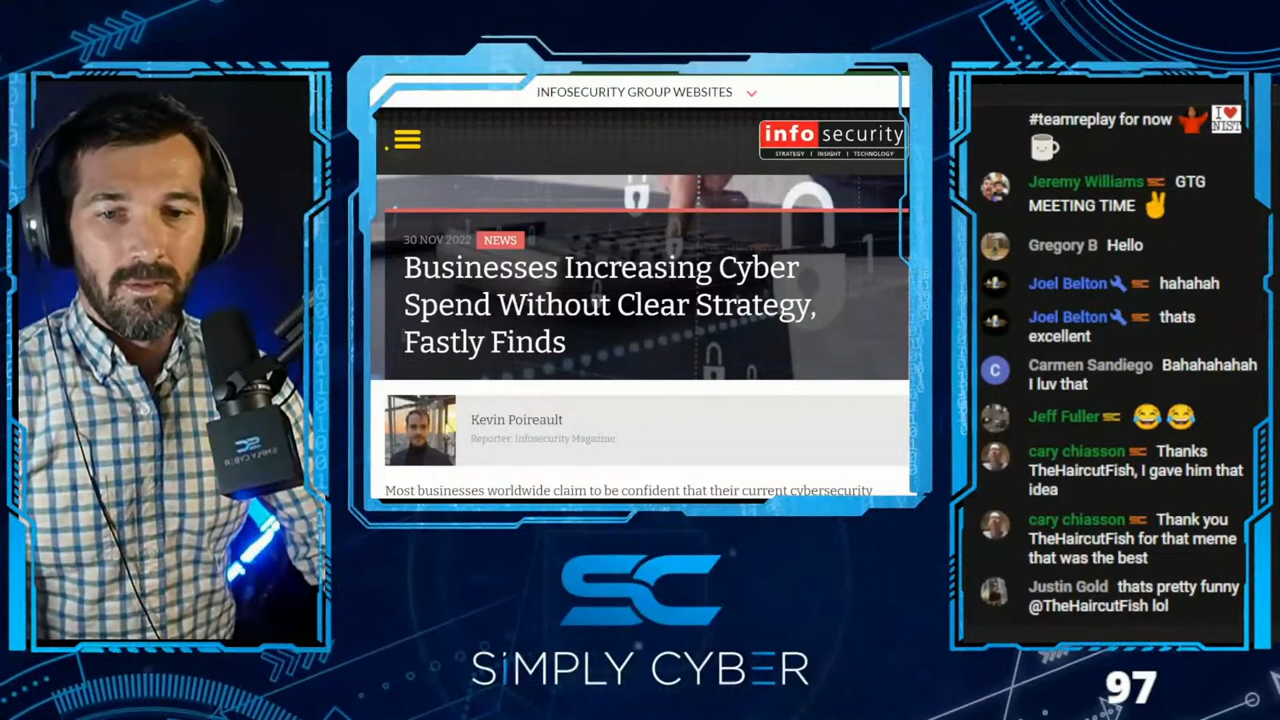 INFOSECURITY GROUP WEBSITES
info security
STRATEGY | INSIGHT | TECHNOLOGY
30 NOV 2022 NEWS
Businesses Increasing Cyber
Spend Without Clear Strategy,
Fastly Finds
Kevin Poireault
Reporter, Infosecurity Magazine
Most businesses worldwide claim to be confident that their current cybersecurity
SC
SiMPLY CYBER
SC
SIMPLY CYBER
#teamreplay for now
I ♥
NIST
Jeremy Williams GTG
MEETING TIME ✌
Gregory B Hello
Joel Belton hahahah
Joel Belton thats
excellent
C
Carmen Sandiego Bahahahahah
I luv that
Jeff Fuller 😂 😂
cary chiasson Thanks
TheHaircutFish, I gave him that
idea
cary chiasson Thank you
TheHaircutFish for that meme
that was the best
Justin Gold thats pretty funny
@TheHaircutFish lol
97